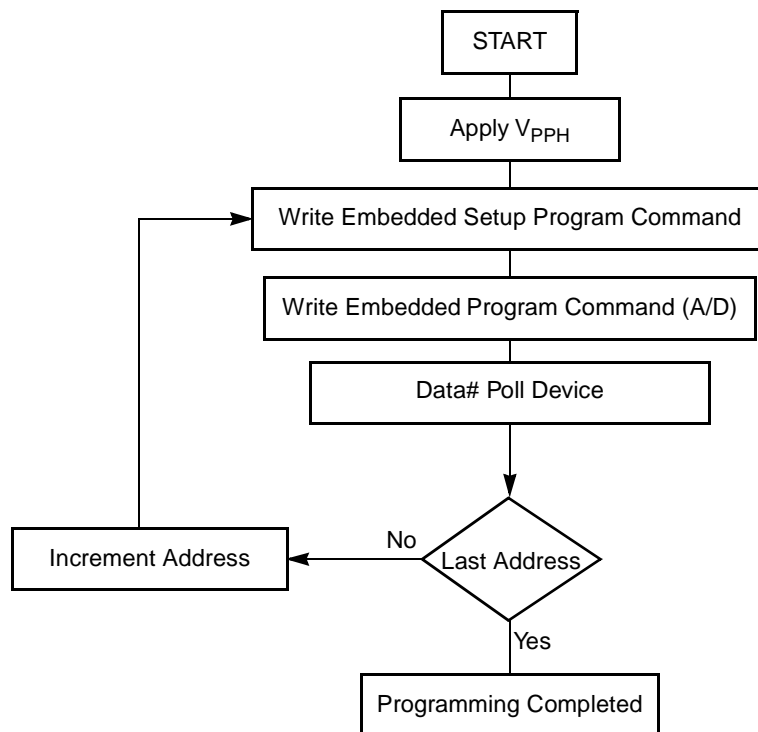 START
Apply VPPH
Write Embedded Setup Program Command
Write Embedded Program Command (A/D)
Data# Poll Device
No
Last Address
Increment Address
Yes
Programming Completed